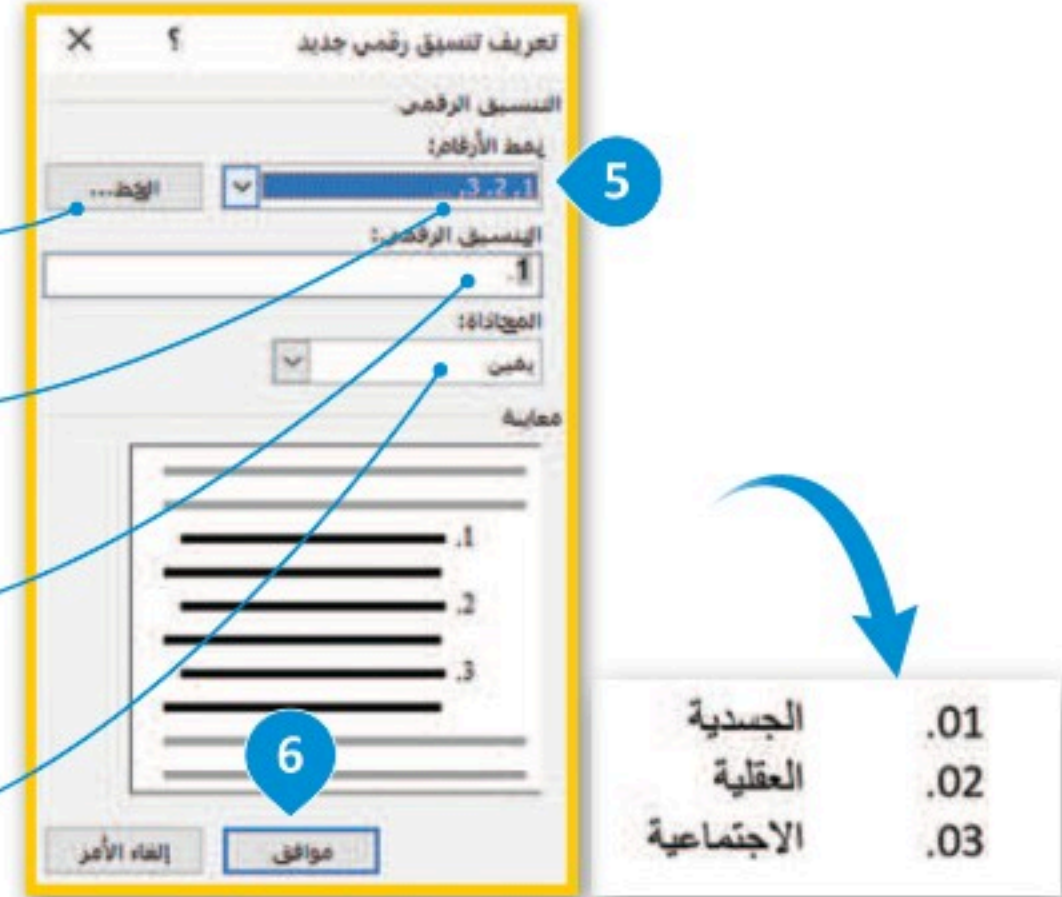 تعريف تنسيق رقمي جديد ؟ ×
التنسيق الرقمي
نمط الأرقام:
1, 2, 3, ... الخط...
5
التنسيق الرقمي:
1.
المحاذاة:
يمين
معاينة
1.
2.
3.
6
موافق إلغاء الأمر
01. الجسدية
02. العقلية
03. الاجتماعية